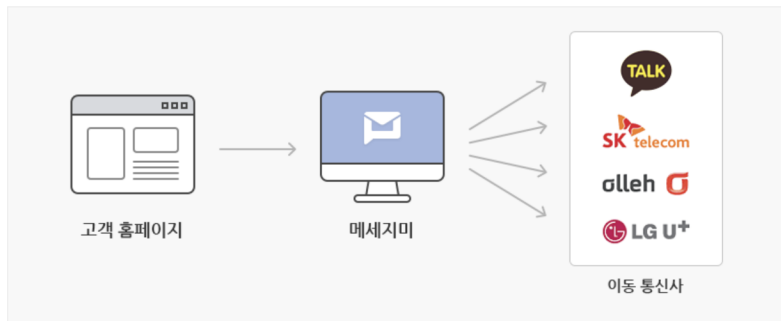 고객 홈페이지
메세지미
TALK
SK telecom
olleh
LG U+
이동 통신사